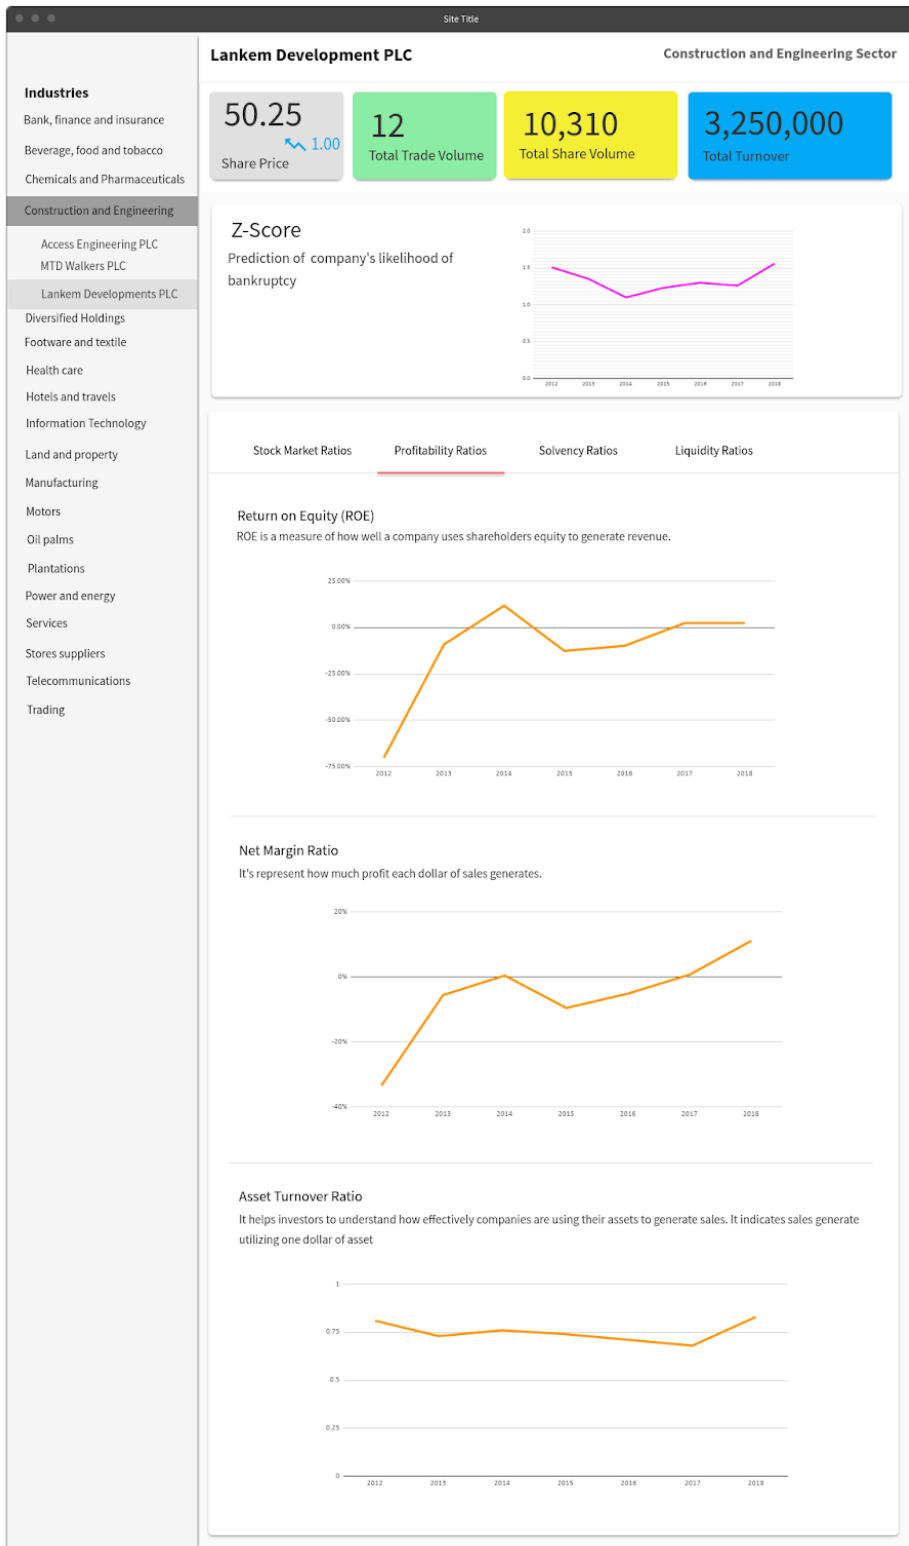 Site Title
Lankem Development PLC
Construction and Engineering Sector
Industries
Bank, finance and insurance
Beverage, food and tobacco
Chemicals and Pharmaceuticals
Construction and Engineering
Access Engineering PLC
MTD Walkers PLC
Lankem Developments PLC
Diversified Holdings
Footware and textile
Health care
Hotels and travels
Information Technology
Land and property
Manufacturing
Motors
Oil palms
Plantations
Power and energy
Services
Stores suppliers
Telecommunications
Trading
50.25
1.00
Share Price
12
Total Trade Volume
10,310
Total Share Volume
3,250,000
Total Turnover
Z-Score
Prediction of company's likelihood of
bankruptcy
2.0
1.5
1.0
0.5
0.0
2012 2013 2014 2015 2016 2017 2018
Stock Market Ratios
Profitability Ratios
Solvency Ratios
Liquidity Ratios
Return on Equity (ROE)
ROE is a measure of how well a company uses shareholders equity to generate revenue.
25.00%
0.00%
-25.00%
-50.00%
-75.00%
2012 2013 2014 2015 2016 2017 2018
Net Margin Ratio
It's represent how much profit each dollar of sales generates.
20%
0%
-20%
-40%
2012 2013 2014 2015 2016 2017 2018
Asset Turnover Ratio
It helps investors to understand how effectively companies are using their assets to generate sales. It indicates sales generate
utilizing one dollar of asset
1
0.75
0.5
0.25
0
2012 2013 2014 2015 2016 2017 2018